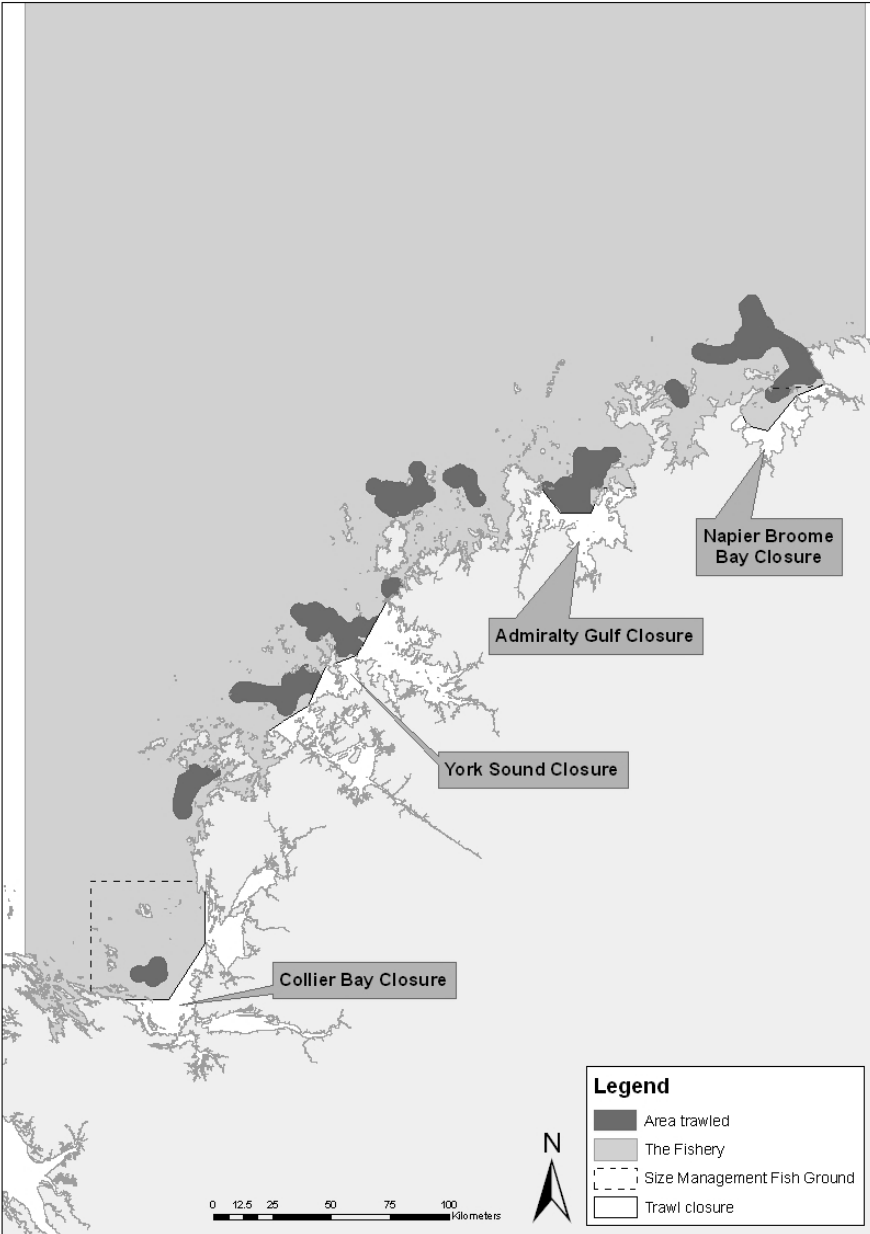 Napier Broome
Bay Closure
Admiralty Gulf Closure
York Sound Closure
Collier Bay Closure
Legend
Area trawled
The Fishery
Size Management Fish Ground
Trawl closure
N
0 12.5 25 50 75 100
Kilometers